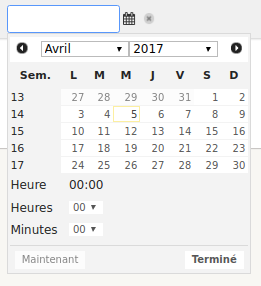 Avril 2017
Sem. L M M J V S D
13 27 28 29 30 31 1 2
14 3 4 5 6 7 8 9
15 10 11 12 13 14 15 16
16 17 18 19 20 21 22 23
17 24 25 26 27 28 29 30
Heure 00:00
Heures 00
Minutes 00
Maintenant Terminé